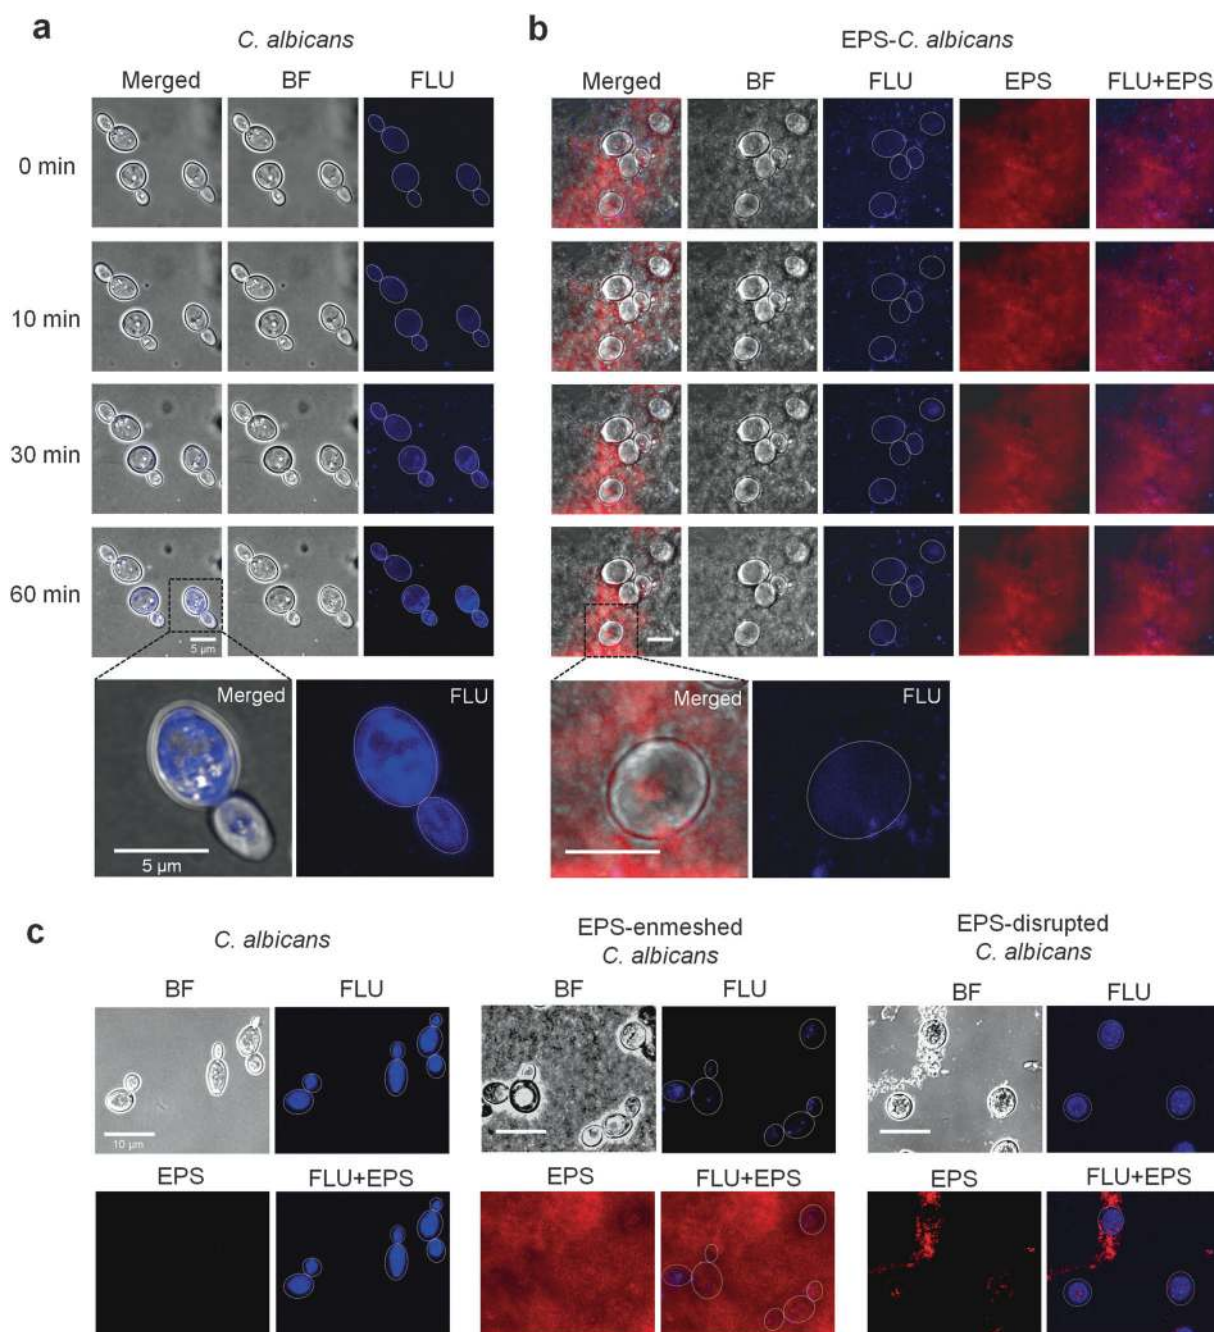 a
C. albicans
Merged BF FLU
0 min
10 min
30 min
60 min
5 µm
Merged
FLU
5 µm
b
EPS-C. albicans
Merged BF FLU EPS FLU+EPS
Merged
FLU
c
C. albicans
BF FLU
10 µm
EPS FLU+EPS
EPS-enmeshed
C. albicans
BF FLU
EPS FLU+EPS
EPS-disrupted
C. albicans
BF FLU
EPS FLU+EPS